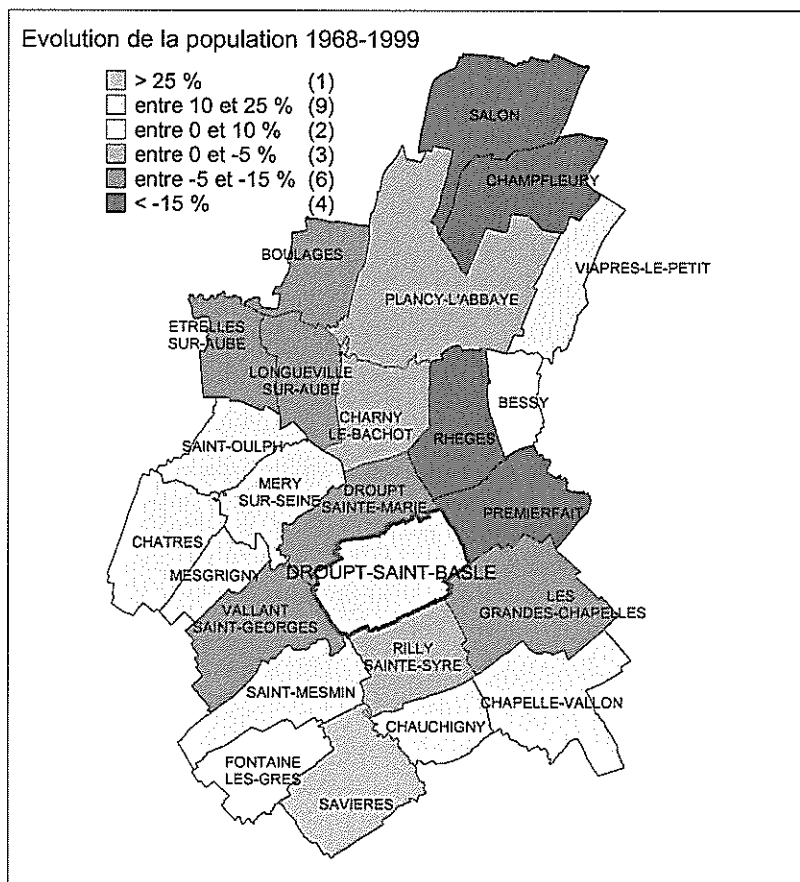 Evolution de la population 1968-1999
> 25 % (1)
entre 10 et 25 % (9)
entre 0 et 10 % (2)
entre 0 et -5 % (3)
entre -5 et -15 % (6)
< -15 % (4)
SALON
CHAMPFLEURY
BOULAGES
VIAPRES-LE-PETIT
PLANCY-L'ABBAYE
ETRELLES
SUR-AUBE
LONGUEVILLE
SUR-AUBE
BESSY
CHARNY
LE-BACHOT
RHEGES
SAINT-OULPH
MERY
SUR-SEINE
DROUPT
SAINTE-MARIE
PREMIERFAIT
CHATRES
MESGRIGNY
DROUPT-SAINT-BASLE
VALLANT
SAINT-GEORGES
LES
GRANDES-CHAPELLES
RILLY
SAINTE-SYRE
SAINT-MESMIN
CHAPELLE-VALLON
CHAUCHIGNY
FONTAINE
LES-GRES
SAVIERES